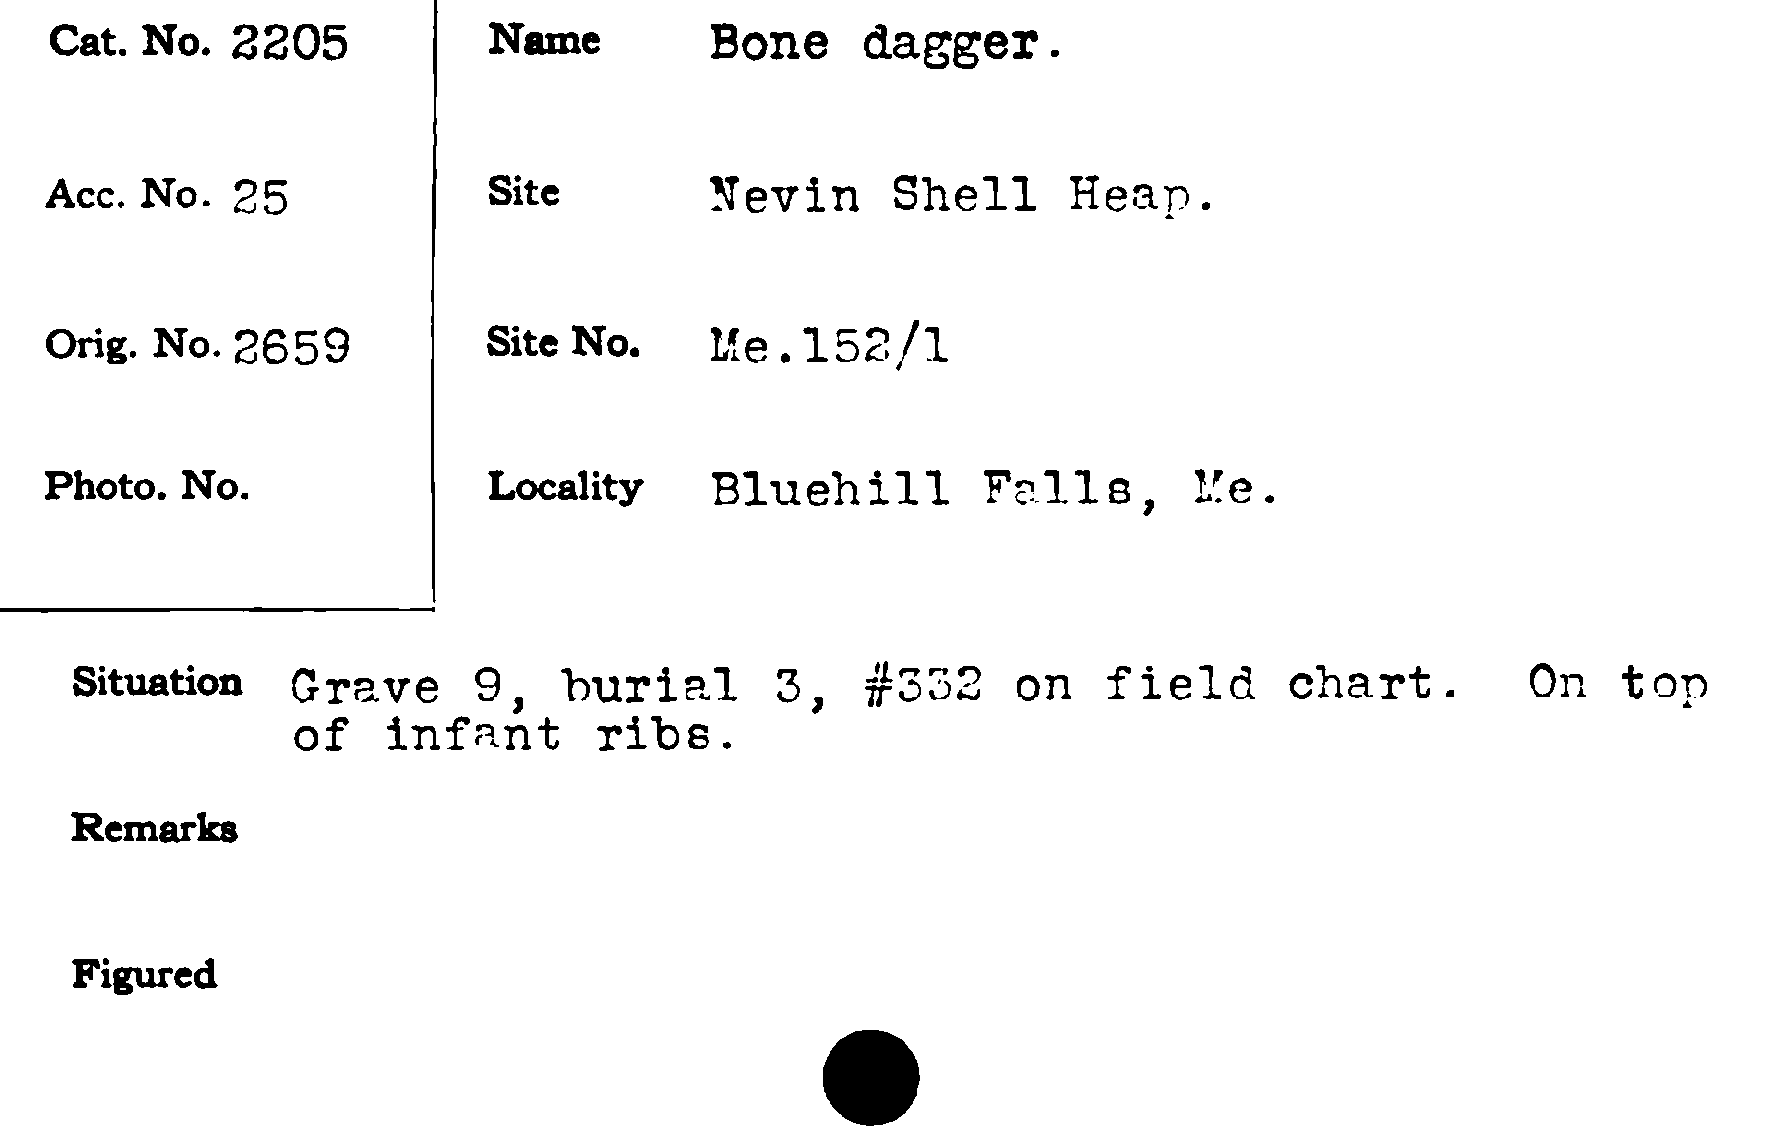 Cat. No. 2205
Name Bone dagger.
Acc. No. 25
Site Nevin Shell Heap.
Orig. No. 2659
Site No. Me.152/1
Photo. No.
Locality Bluehill Falls, Me.
Situation Grave 9, burial 3, #332 on field chart. On top
of infant ribs.
Remarks
Figured